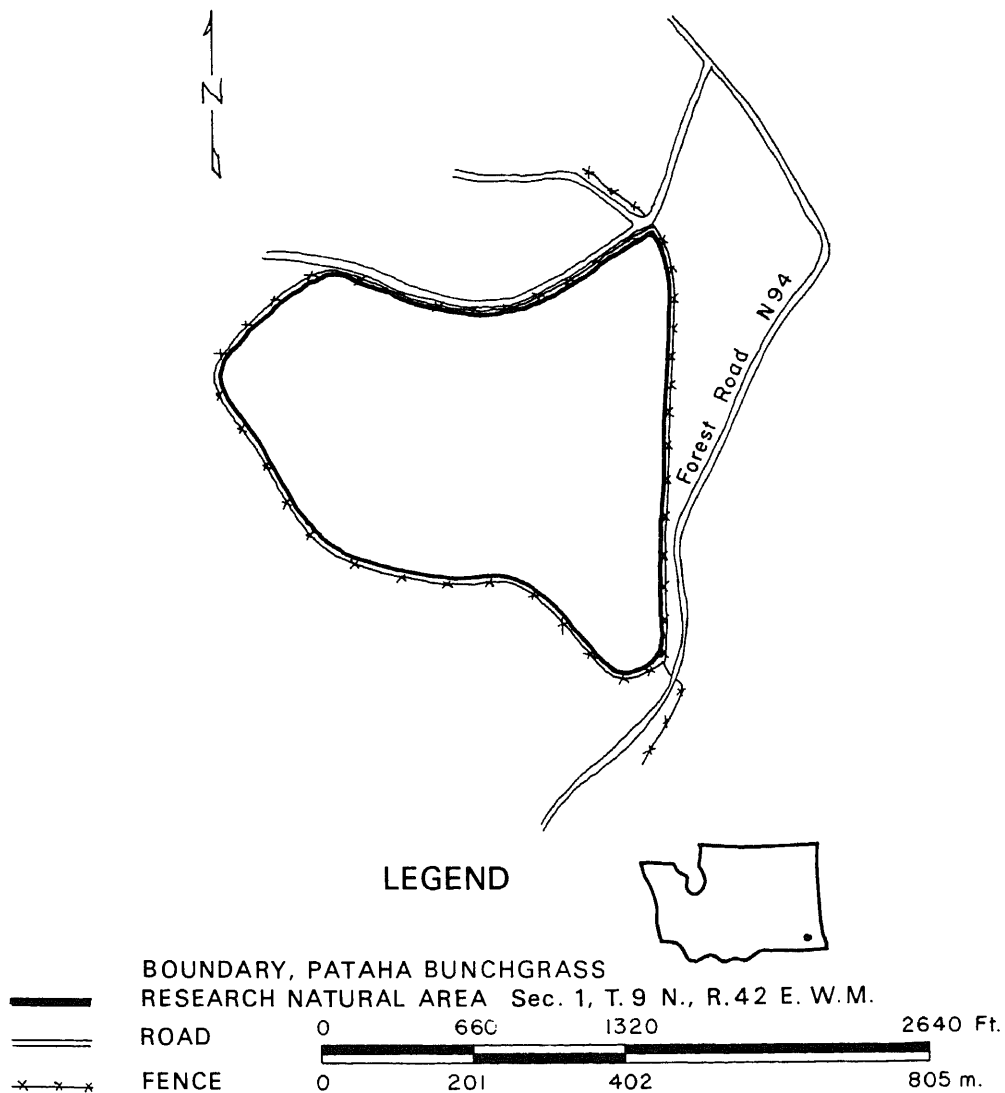 N
Forest Road N94
LEGEND
BOUNDARY, PATAHA BUNCHGRASS
RESEARCH NATURAL AREA Sec. 1, T. 9 N., R. 42 E. W.M.
ROAD
FENCE
0 660 1320 2640 Ft.
0 201 402 805 m.